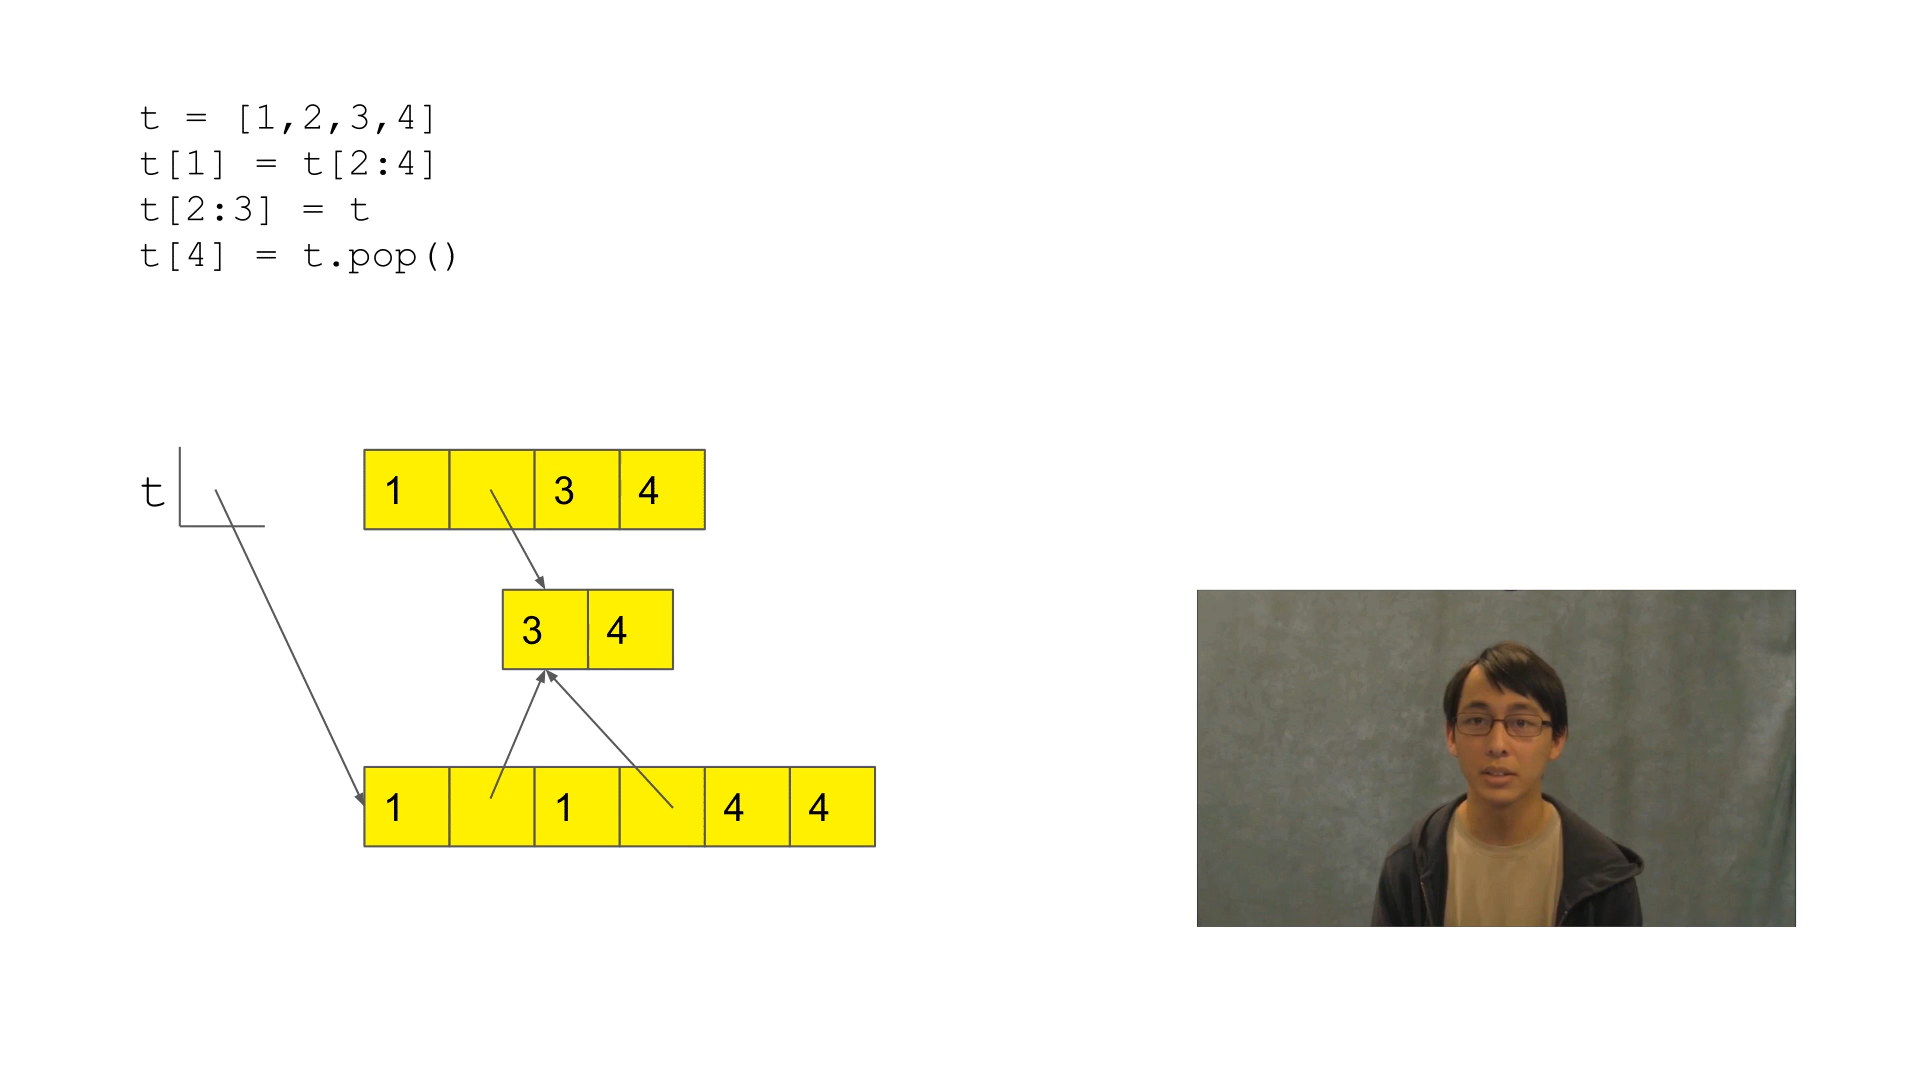 t = [1,2,3,4]
t[1] = t[2:4]
t[2:3] = t
t[4] = t.pop()
t 1 3 4
3 4
1 1 4 4